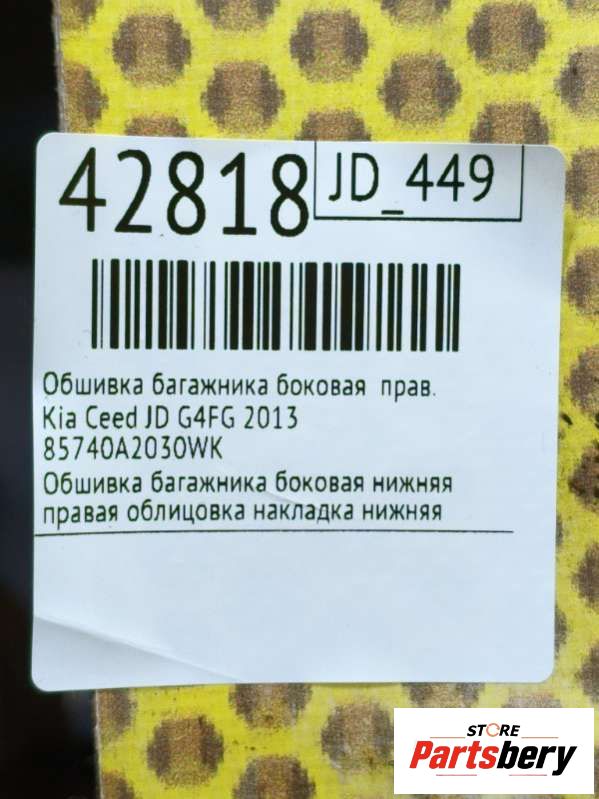 42818
JD_449
Обшивка багажника боковая прав.
Kia Ceed JD G4FG 2013
85740A2030WK
Обшивка багажника боковая нижняя
правая облицовка накладка нижняя
STORE
Partsbery